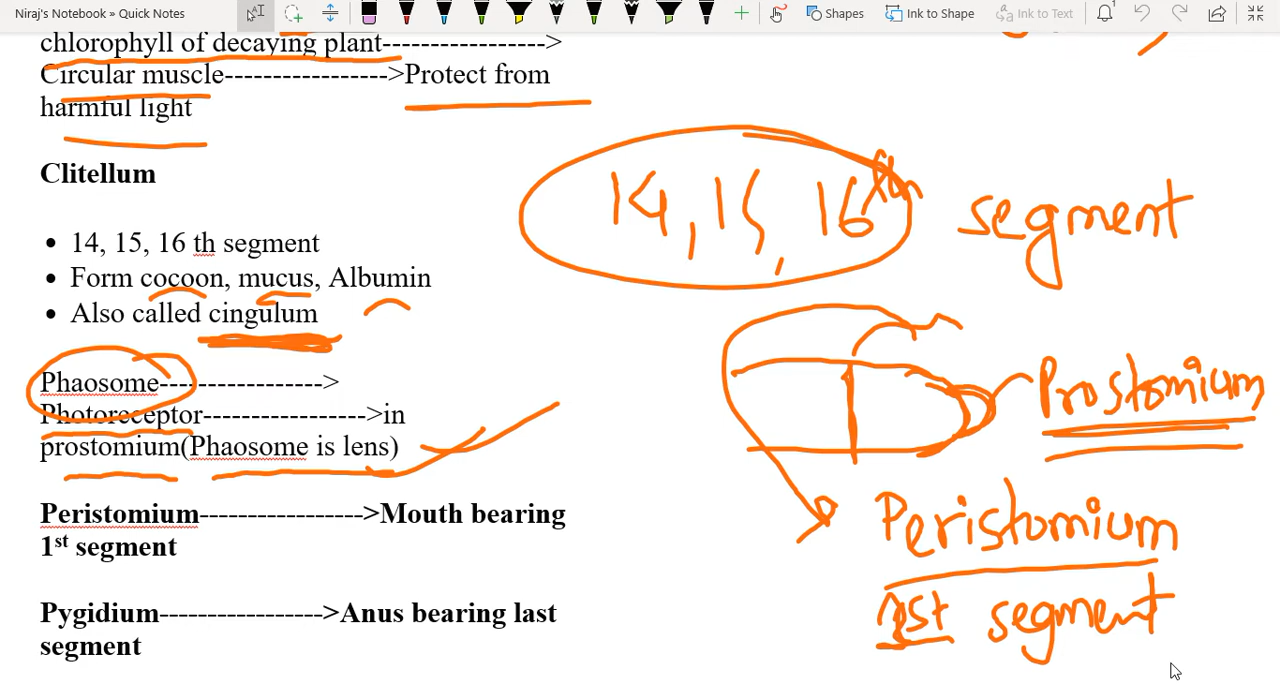 Niraj's Notebook » Quick Notes
Shapes
Ink to Shape
Ink to Text
chlorophyll of decaying plant----------------->
Circular muscle----------------->Protect from
harmful light
Clitellum
• 14, 15, 16 th segment
• Form cocoon, mucus, Albumin
• Also called cingulum
Phaosome----------------->
Photoreceptor----------------->in
prostomium(Phaosome is lens)
Peristomium----------------->Mouth bearing
1st segment
Pygidium----------------->Anus bearing last
segment
14, 15, 16th segment
Prostomium
Peristomium
1st segment